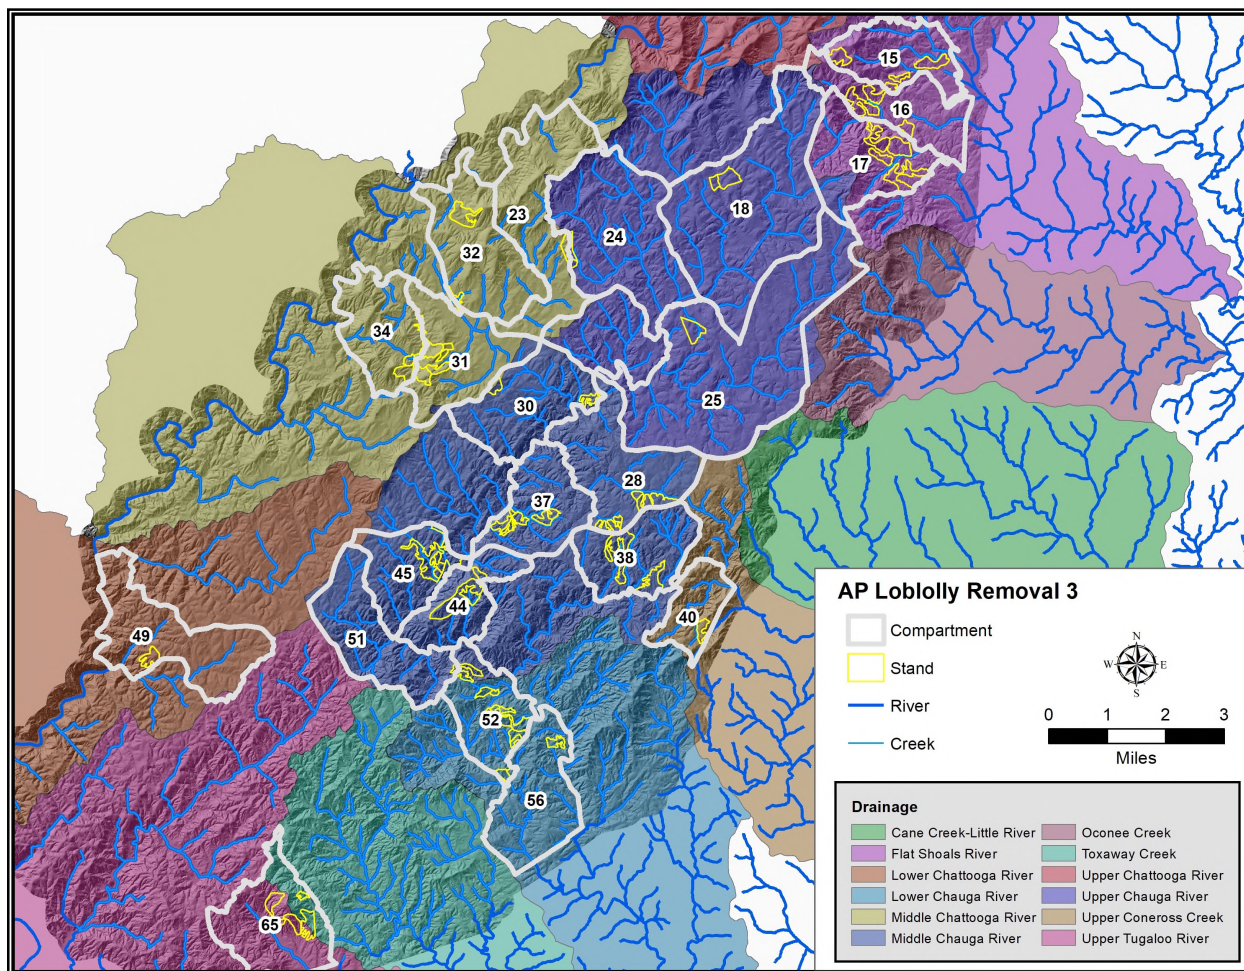 15
16
17
18
23
24
32
34
31
25
30
28
37
38
45
44
40
51
49
52
56
65
AP Loblolly Removal 3
Compartment
Stand
River
Creek
N
W E
S
0 1 2 3
Miles
Drainage
Cane Creek-Little River
Flat Shoals River
Lower Chattooga River
Lower Chauga River
Middle Chattooga River
Middle Chauga River
Oconee Creek
Toxaway Creek
Upper Chattooga River
Upper Chauga River
Upper Coneross Creek
Upper Tugaloo River